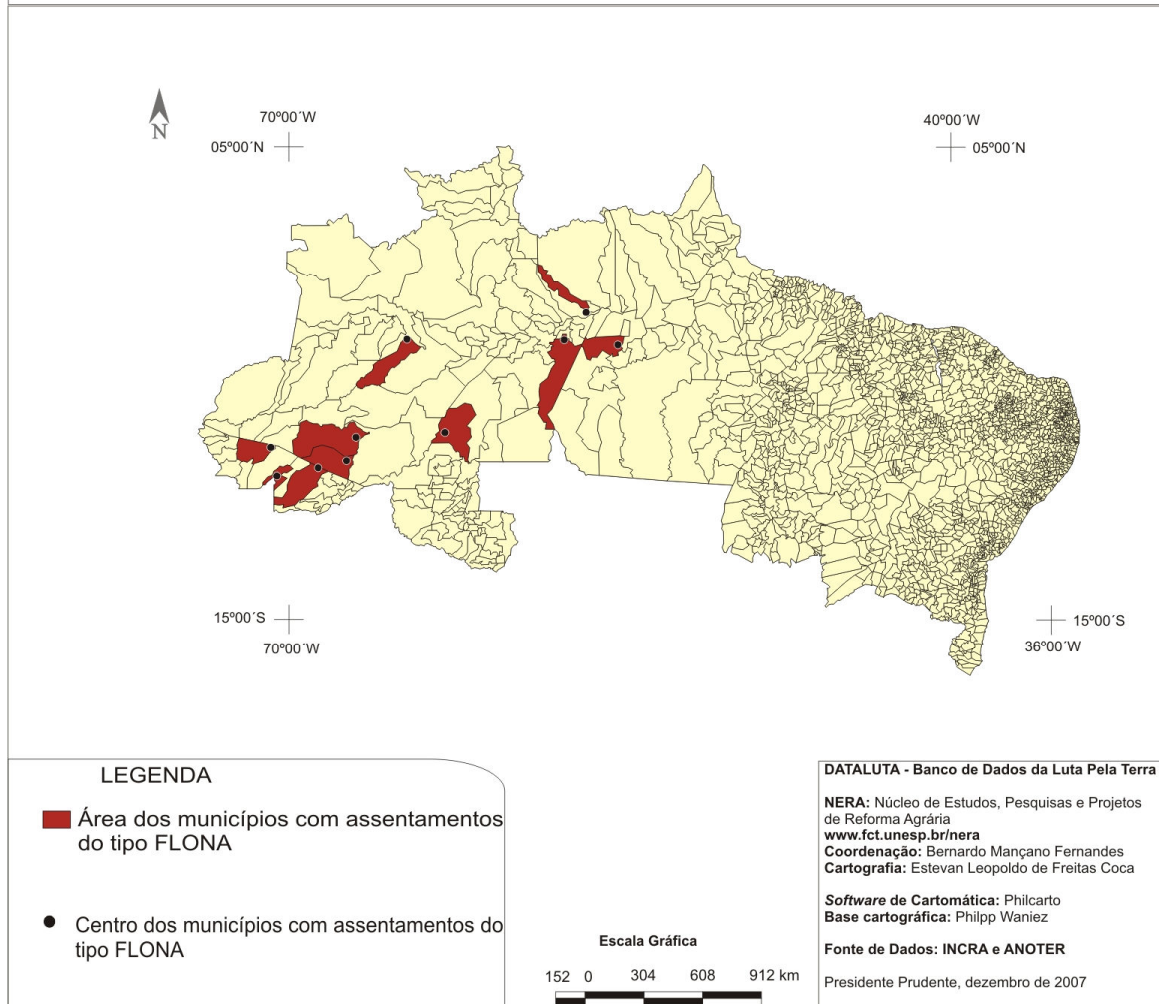 N
70º00´W
05º00´N
40º00´W
05º00´N
15º00´S
70º00´W
15º00´S
36º00´W
LEGENDA
Área dos municípios com assentamentos
do tipo FLONA
Centro dos municípios com assentamentos do
tipo FLONA
Escala Gráfica
152 0 304 608 912 km
DATALUTA - Banco de Dados da Luta Pela Terra
NERA: Núcleo de Estudos, Pesquisas e Projetos
de Reforma Agrária
www.fct.unesp.br/nera
Coordenação: Bernardo Mançano Fernandes
Cartografia: Estevan Leopoldo de Freitas Coca
Software de Cartomática: Philcarto
Base cartográfica: Philpp Waniez
Fonte de Dados: INCRA e ANOTER
Presidente Prudente, dezembro de 2007